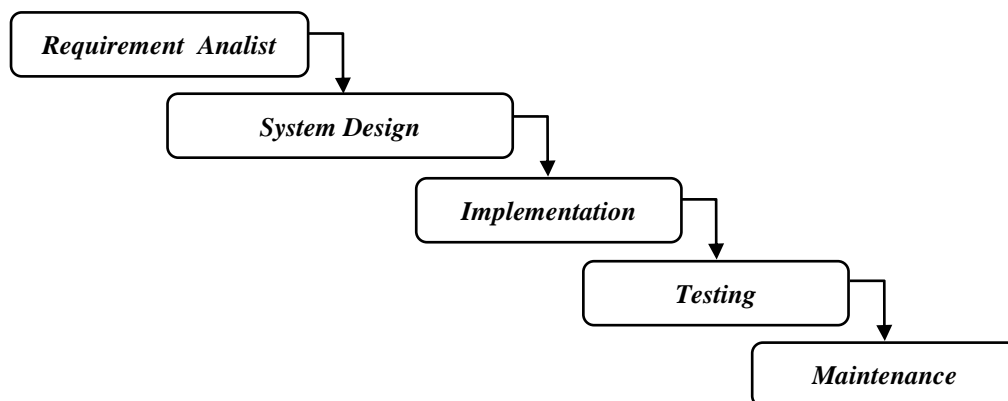 Requirement Analist
System Design
Implementation
Testing
Maintenance